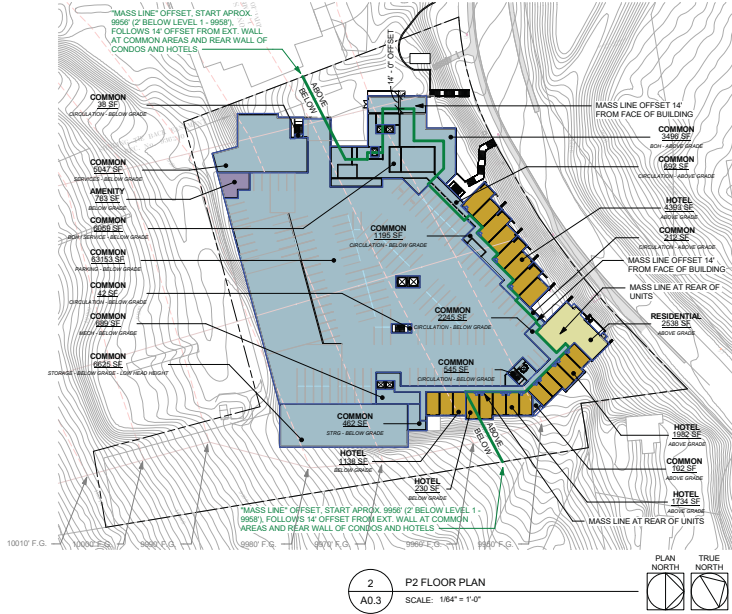 "MASS LINE" OFFSET, START APROX.
9956' (2' BELOW LEVEL 1 - 9958'),
FOLLOWS 14' OFFSET FROM EXT. WALL
AT COMMON AREAS AND REAR WALL OF
CONDOS AND HOTELS
14' - 0" OFFSET
ABOVE
BELOW
COMMON
38 SF
CIRCULATION - BELOW GRADE
COMMON
5047 SF
SERVICES - BELOW GRADE
AMENITY
763 SF
BELOW GRADE
COMMON
6059 SF
BOH / SERVICE - BELOW GRADE
COMMON
63153 SF
PARKING - BELOW GRADE
COMMON
42 SF
CIRCULATION - BELOW GRADE
COMMON
689 SF
MECH - BELOW GRADE
COMMON
6625 SF
STORAGE - BELOW GRADE - LOW HEAD HEIGHT
MASS LINE OFFSET 14'
FROM FACE OF BUILDING
COMMON
3496 SF
BOH - ABOVE GRADE
COMMON
692 SF
CIRCULATION - ABOVE GRADE
HOTEL
4393 SF
ABOVE GRADE
COMMON
212 SF
CIRCULATION - ABOVE GRADE
MASS LINE OFFSET 14'
FROM FACE OF BUILDING
MASS LINE AT REAR OF
UNITS
RESIDENTIAL
2538 SF
ABOVE GRADE
COMMON
1195 SF
CIRCULATION - BELOW GRADE
COMMON
2245 SF
CIRCULATION - BELOW GRADE
COMMON
545 SF
CIRCULATION - BELOW GRADE
COMMON
462 SF
STRG - BELOW GRADE
HOTEL
1138 SF
BELOW GRADE
HOTEL
230 SF
BELOW GRADE
ABOVE
BELOW
HOTEL
1982 SF
ABOVE GRADE
COMMON
102 SF
ABOVE GRADE
HOTEL
1734 SF
ABOVE GRADE
MASS LINE AT REAR OF UNITS
"MASS LINE" OFFSET, START APROX. 9956' (2' BELOW LEVEL 1 -
9958'), FOLLOWS 14' OFFSET FROM EXT. WALL AT COMMON
AREAS AND REAR WALL OF CONDOS AND HOTELS
10010' F.G. 10000' F.G. 9990' F.G. 9980' F.G. 9970' F.G. 9960' F.G. 9950' F.G.
2
A0.3
P2 FLOOR PLAN
SCALE: 1/64" = 1'-0"
PLAN
NORTH
TRUE
NORTH